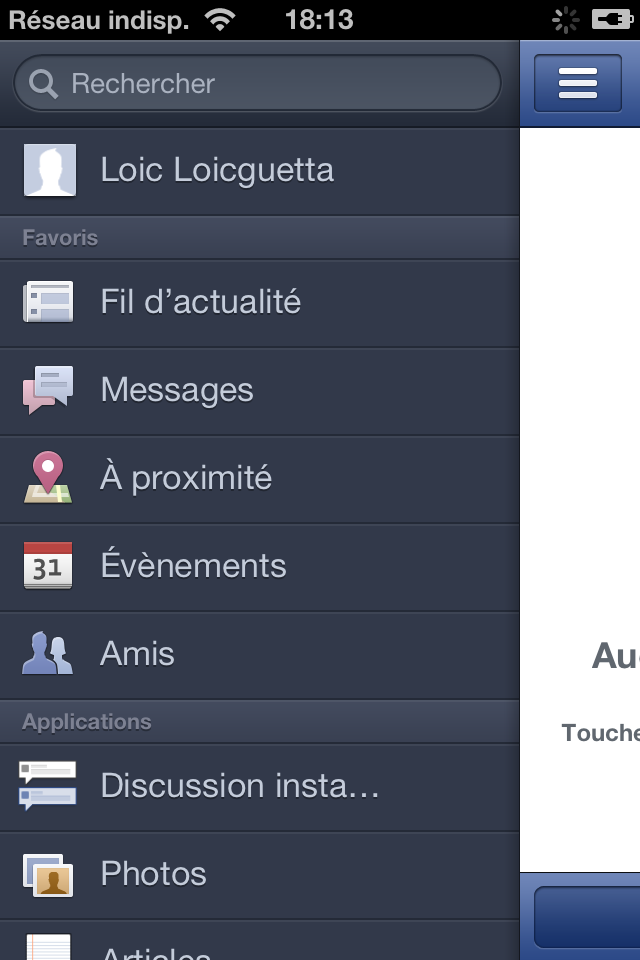 Réseau indisp. 18:13
Rechercher
Loic Loicguetta
Favoris
Fil d’actualité
Messages
À proximité
31
Évènements
Amis
Au
Applications
Touche
Discussion insta…
Photos
Articles